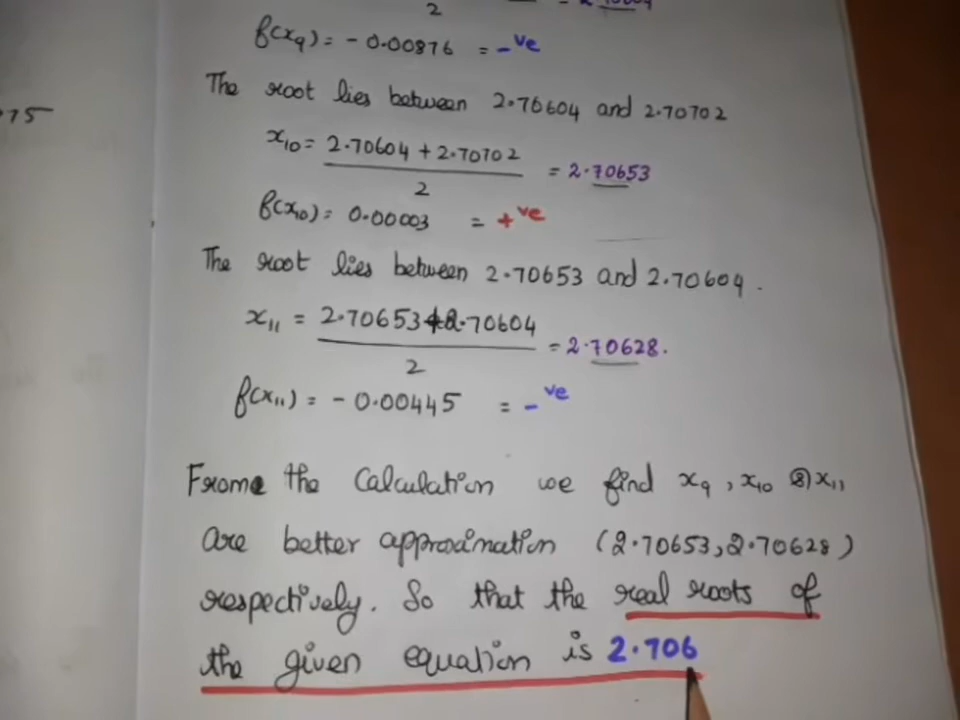 2
f(x9) = - 0.00876 = -ve
The root lies between 2.70604 and 2.70702
75
x10 = 2.70604 + 2.70702 = 2.70653
2
f(x10) = 0.00003 = +ve
The root lies between 2.70653 and 2.70604.
x11 = 2.70653 + 2.70604 = 2.70628.
2
f(x11) = - 0.00445 = -ve
Frome the Calculation we find x9, x10 & x11
are better approximation (2.70653, 2.70628)
respectively. So that the real roots of
the given equation is 2.706